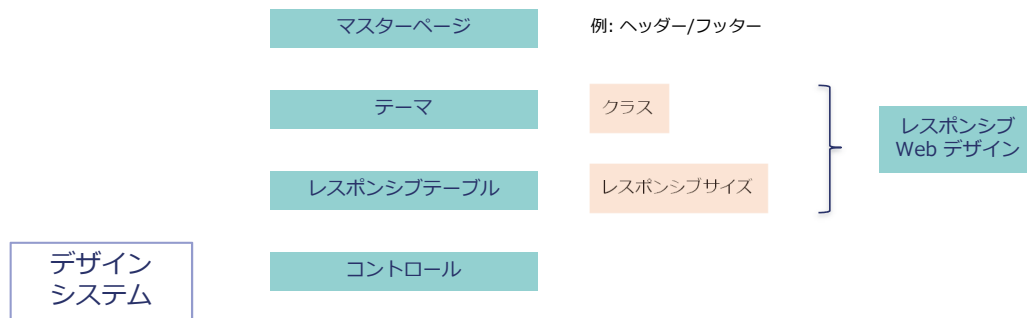 マスターページ
例: ヘッダー/フッター
テーマ
クラス
レスポンシブ
Web デザイン
レスポンシブテーブル
レスポンシブサイズ
デザイン
システム
コントロール